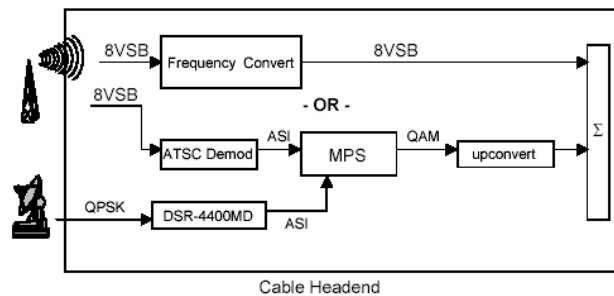 8VSB
Frequency Convert
8VSB
- OR -
8VSB
ATSC Demod
ASI
MPS
QAM
upconvert
Σ
QPSK
DSR-4400MD
ASI
Cable Headend